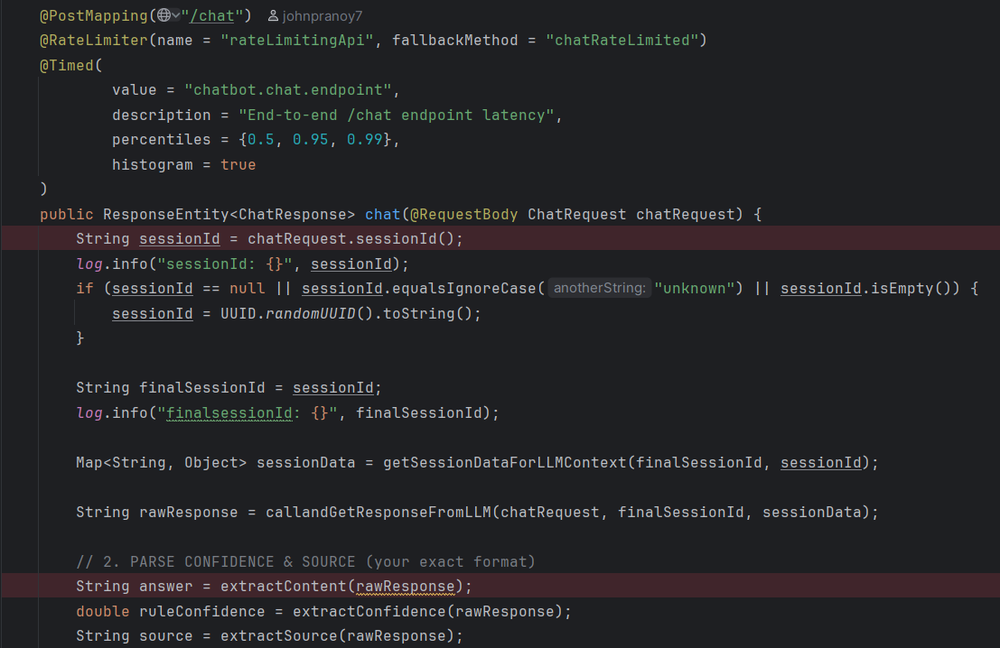 @PostMapping("/chat") johnpranoy7
@RateLimiter(name = "rateLimitingApi", fallbackMethod = "chatRateLimited")
@Timed(
        value = "chatbot.chat.endpoint",
        description = "End-to-end /chat endpoint latency",
        percentiles = {0.5, 0.95, 0.99},
        histogram = true
)
public ResponseEntity<ChatResponse> chat(@RequestBody ChatRequest chatRequest) {
    String sessionId = chatRequest.sessionId();
    log.info("sessionId: {}", sessionId);
    if (sessionId == null || sessionId.equalsIgnoreCase( anotherString: "unknown") || sessionId.isEmpty()) {
        sessionId = UUID.randomUUID().toString();
    }
    String finalSessionId = sessionId;
    log.info("finalsessionId: {}", finalSessionId);
    Map<String, Object> sessionData = getSessionDataForLLMContext(finalSessionId, sessionId);
    String rawResponse = callandGetResponseFromLLM(chatRequest, finalSessionId, sessionData);
    // 2. PARSE CONFIDENCE & SOURCE (your exact format)
    String answer = extractContent(rawResponse);
    double ruleConfidence = extractConfidence(rawResponse);
    String source = extractSource(rawResponse);